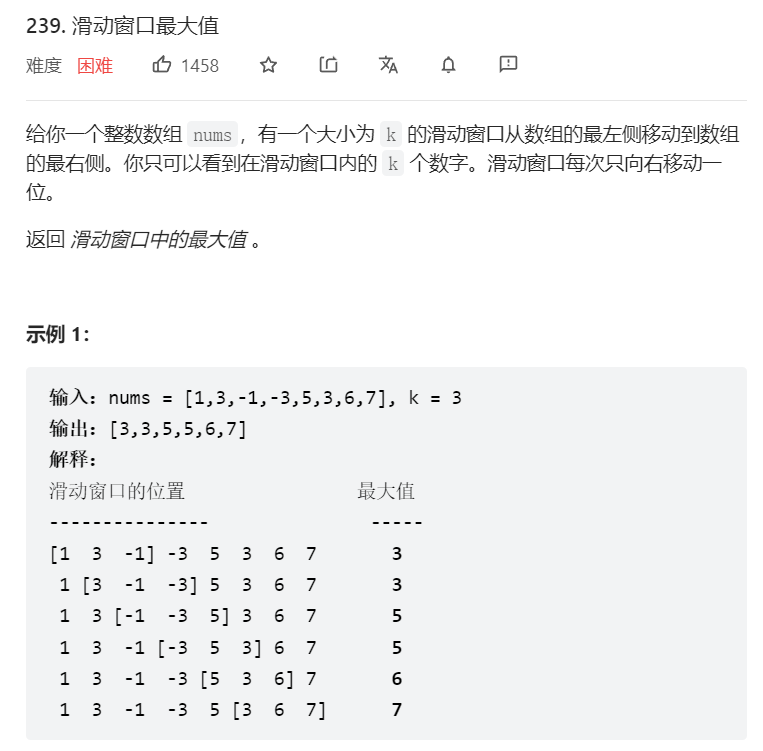 239. 滑动窗口最大值
难度 困难 1458
给你一个整数数组 nums，有一个大小为 k 的滑动窗口从数组的最左侧移动到数组
的最右侧。你只可以看到在滑动窗口内的 k 个数字。滑动窗口每次只向右移动一
位。
返回 滑动窗口中的最大值 。
示例 1：
输入：nums = [1,3,-1,-3,5,3,6,7], k = 3
输出：[3,3,5,5,6,7]
解释：
滑动窗口的位置 最大值
--------------- -----
[1 3 -1] -3 5 3 6 7 3
1 [3 -1 -3] 5 3 6 7 3
1 3 [-1 -3 5] 3 6 7 5
1 3 -1 [-3 5 3] 6 7 5
1 3 -1 -3 [5 3 6] 7 6
1 3 -1 -3 5 [3 6 7] 7